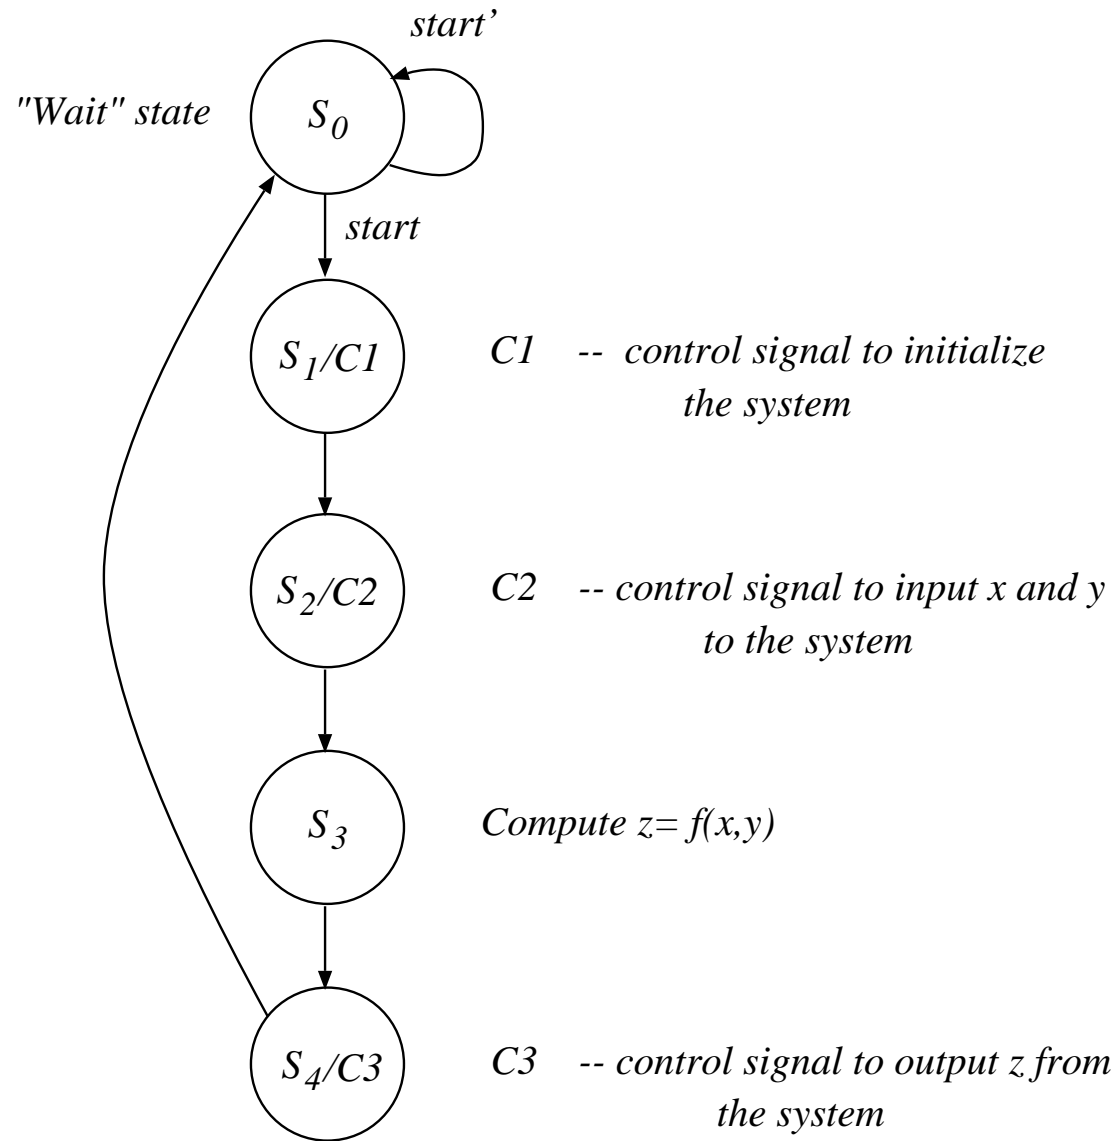 start’
"Wait" state
S0
start
S1/C1
C1 -- control signal to initialize
the system
S2/C2
C2 -- control signal to input x and y
to the system
S3
Compute z= f(x,y)
S4/C3
C3 -- control signal to output z from
the system